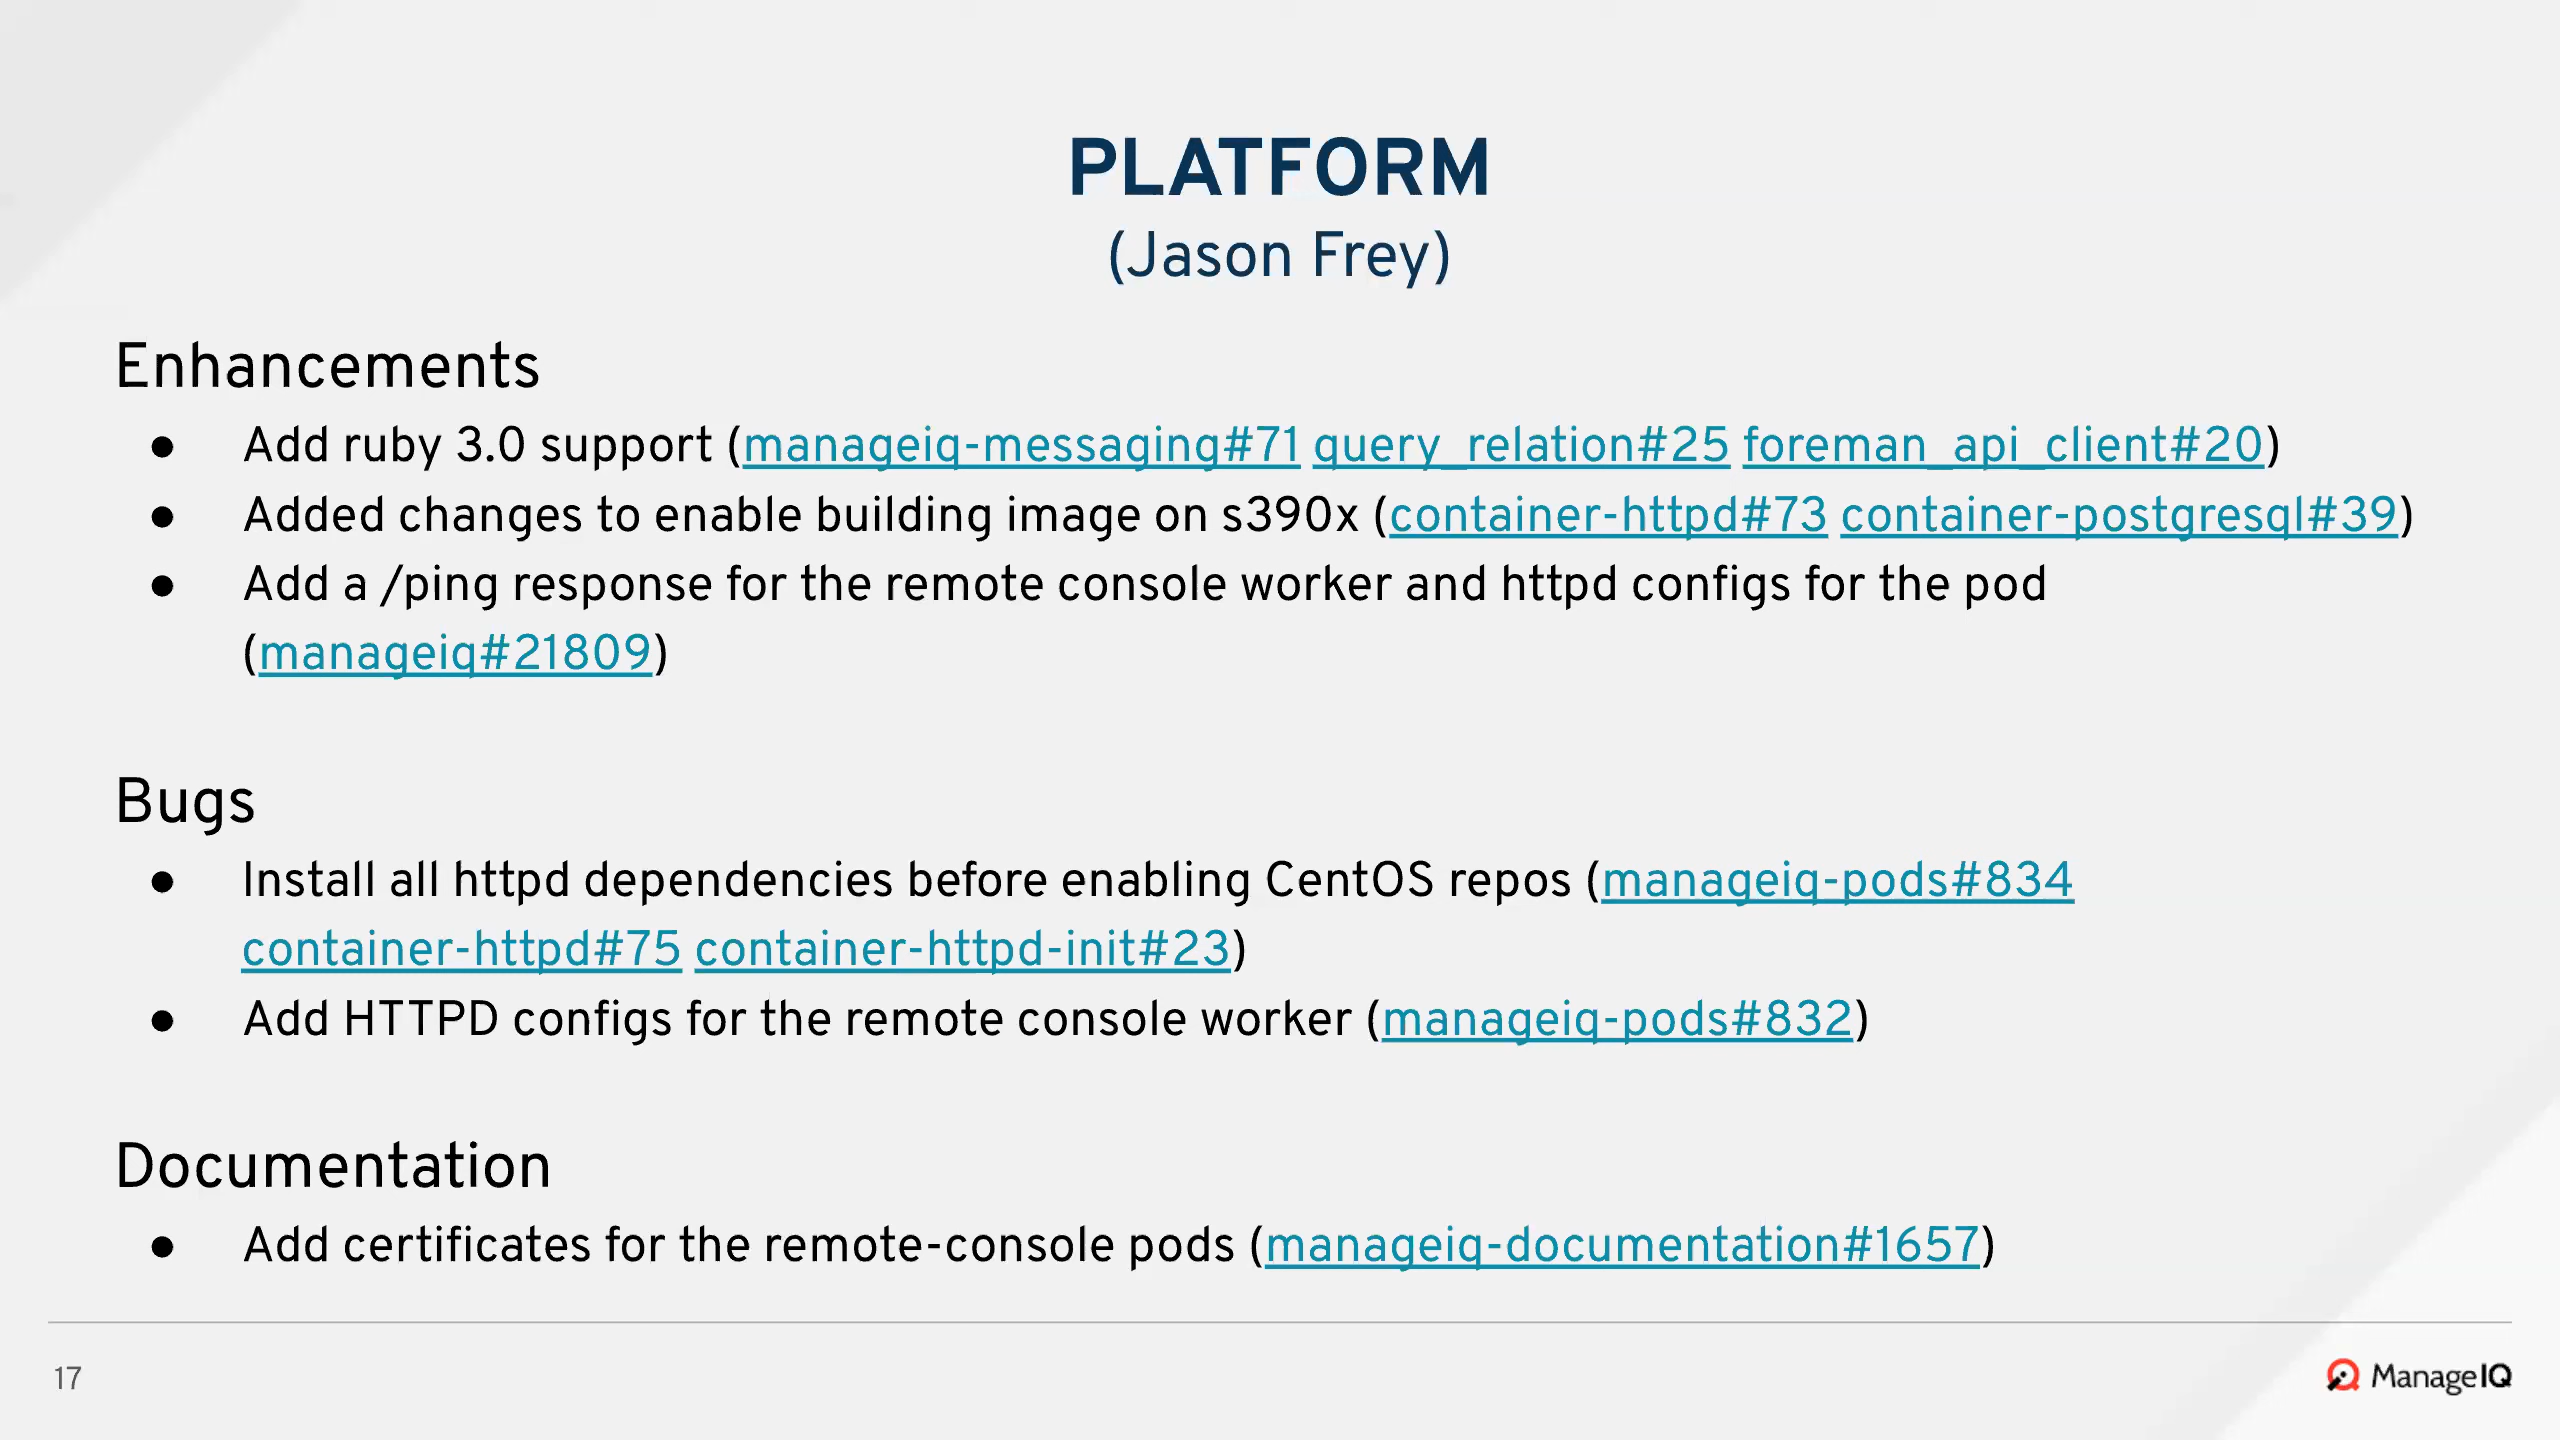 PLATFORM
(Jason Frey)
Enhancements
● Add ruby 3.0 support (manageiq-messaging#71 query_relation#25 foreman_api_client#20)
● Added changes to enable building image on s390x (container-httpd#73 container-postgresql#39)
● Add a /ping response for the remote console worker and httpd configs for the pod
(manageiq#21809)
Bugs
● Install all httpd dependencies before enabling CentOS repos (manageiq-pods#834
container-httpd#75 container-httpd-init#23)
● Add HTTPD configs for the remote console worker (manageiq-pods#832)
Documentation
● Add certificates for the remote-console pods (manageiq-documentation#1657)
17
ManageIQ